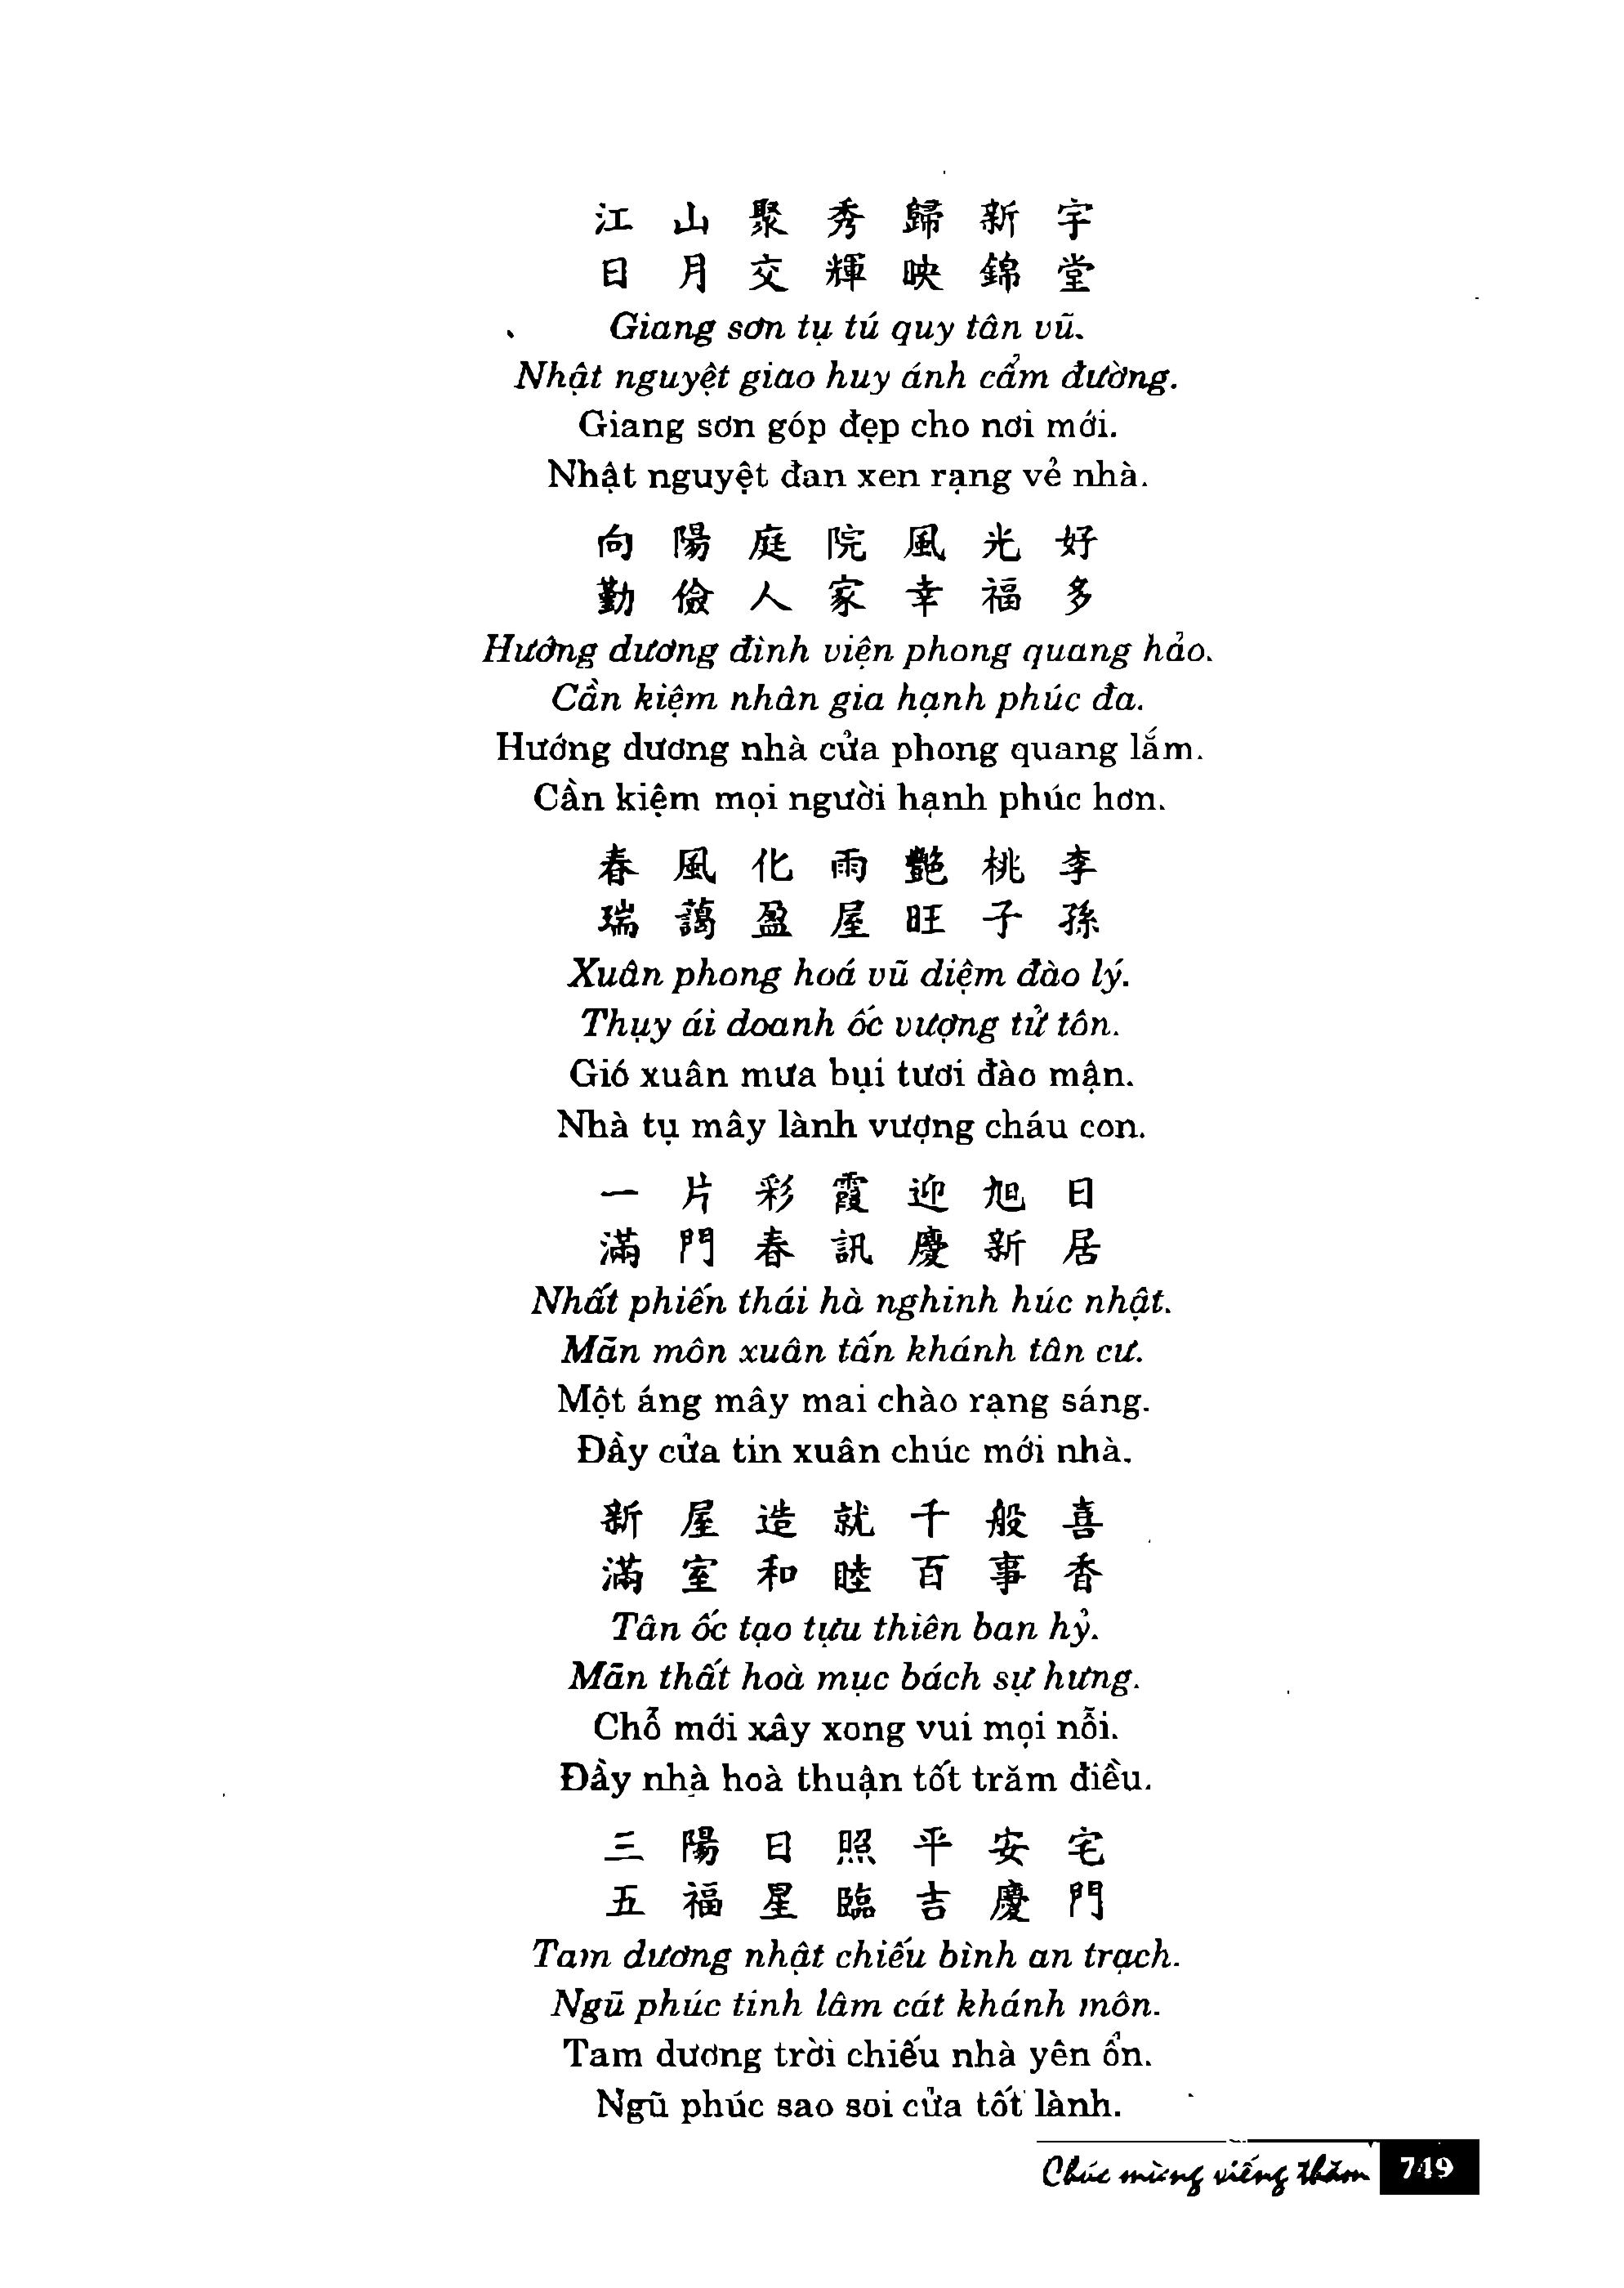 江山聚秀歸新宇
日月交輝映錦堂
Giang sơn tụ tú quy tân vũ.
Nhật nguyệt giao huy ánh cẩm đường.
Giang sơn góp đẹp cho nơi mới.
Nhật nguyệt đan xen rạng vẻ nhà.
向陽庭院風光好
勤儉人家幸福多
Hướng dương đình viện phong quang hảo.
Cần kiệm nhân gia hạnh phúc đa.
Hướng dương nhà cửa phong quang lắm.
Cần kiệm mọi người hạnh phúc hơn.
春風化雨艷桃李
瑞藹盈屋旺子孫
Xuân phong hoá vũ diệm đào lý.
Thụy ái doanh ốc vượng tử tôn.
Gió xuân mưa bụi tươi đào mận.
Nhà tụ mây lành vượng cháu con.
一片彩霞迎旭日
滿門春訊慶新居
Nhất phiến thái hà nghinh húc nhật.
Mãn môn xuân tấn khánh tân cư.
Một áng mây mai chào rạng sáng.
Đầy cửa tin xuân chúc mới nhà.
新屋造就千般喜
滿室和睦百事香
Tân ốc tạo tựu thiên ban hỷ.
Mãn thất hoà mục bách sự hưng.
Chỗ mới xây xong vui mọi nỗi.
Đầy nhà hoà thuận tốt trăm điều.
三陽日照平安宅
五福星臨吉慶門
Tam dương nhật chiếu bình an trạch.
Ngũ phúc tinh lâm cát khánh môn.
Tam dương trời chiếu nhà yên ổn.
Ngũ phúc sao soi cửa tốt lành.
Chúc mừng viếng thăm 749